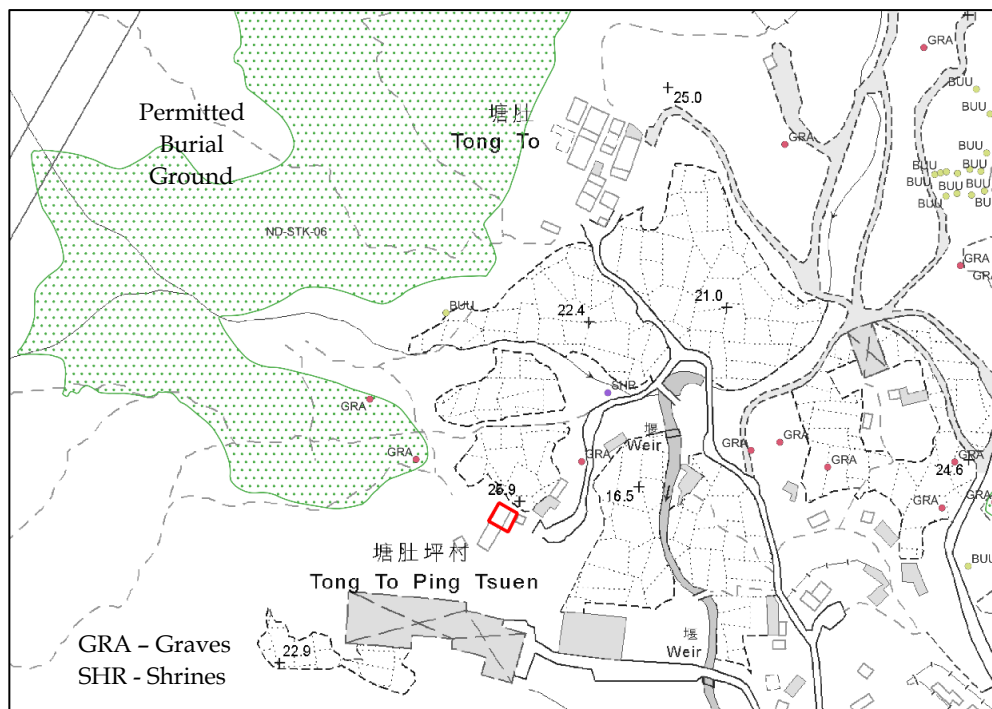 GRA
BUU
25.0
BUU
塘肚
Tong To
Permitted
Burial
Ground
GRA
BUU
BUU
BUU
BUU
BUU
BUU
BUU
BUU
ND-STK-06
GRA
GRA
21.0
BUU
22.4
SHR
GRA
堰
Weir
GRA
GRA
GRA
GRA
GRA
24.6
25.9
16.5
GRA
GRA
塘肚坪村
Tong To Ping Tsuen
BUU
堰
Weir
GRA – Graves
SHR - Shrines
22.9